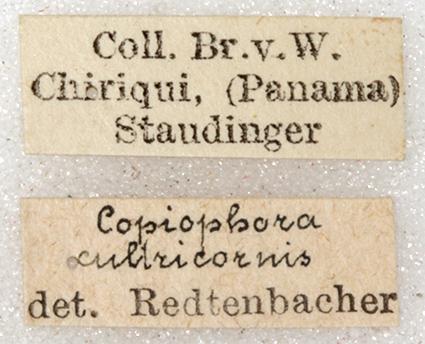 Coll. Br. v. W.
Chiriqui, (Panama)
Staudinger
Copiophora
cultricornis
det. Redtenbacher